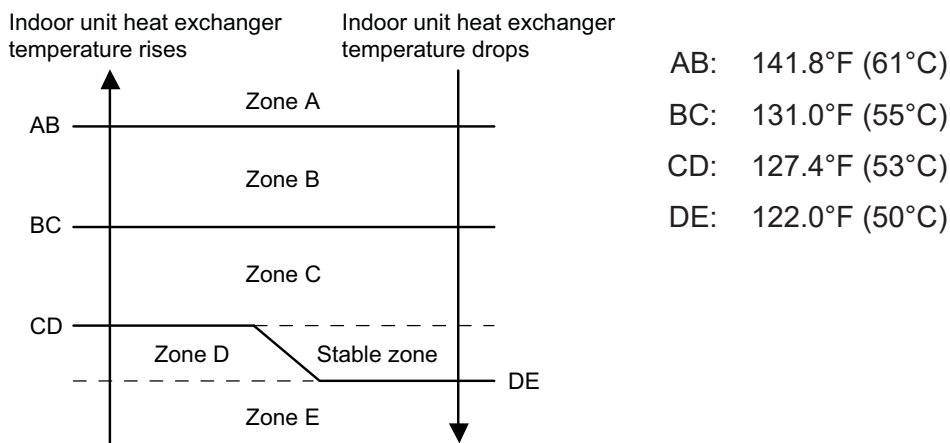 Indoor unit heat exchanger
temperature rises
Indoor unit heat exchanger
temperature drops
Zone A
AB
Zone B
BC
Zone C
CD
Zone D
Stable zone
DE
Zone E
AB: 141.8°F (61°C)
BC: 131.0°F (55°C)
CD: 127.4°F (53°C)
DE: 122.0°F (50°C)